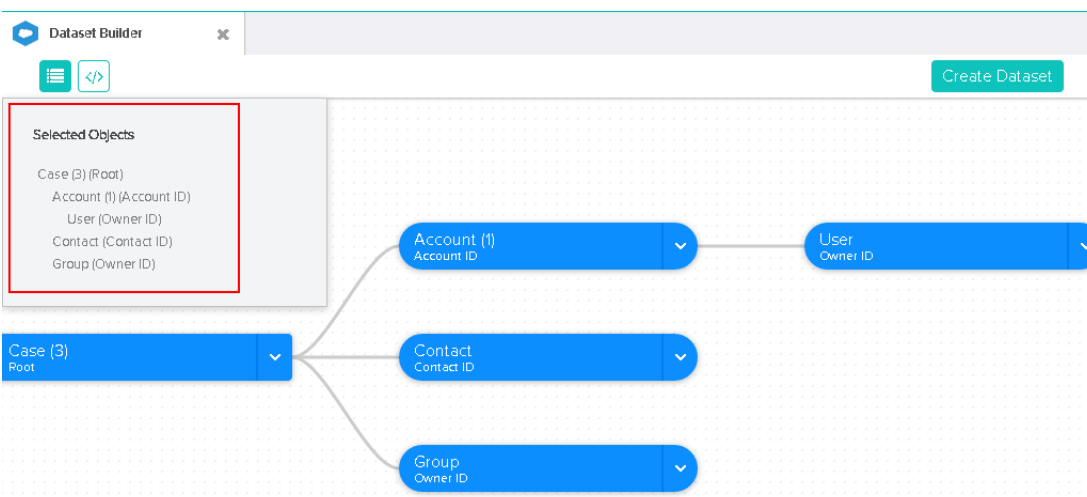 Dataset Builder
</>
Create Dataset
Selected Objects
Case (3) (Root)
Account (1) (Account ID)
User (Owner ID)
Contact (Contact ID)
Group (Owner ID)
Account (1)
Account ID
User
Owner ID
Case (3)
Root
Contact
Contact ID
Group
Owner ID